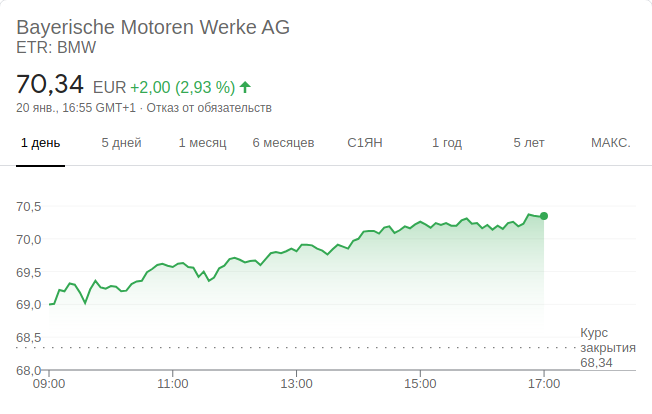 Bayerische Motoren Werke AG
ETR: BMW
70,34 EUR +2,00 (2,93 %)
20 янв., 16:55 GMT+1 · Отказ от обязательств
1 день 5 дней 1 месяц 6 месяцев С1ЯН 1 год 5 лет МАКС.
70,5
70,0
69,5
69,0
68,5
68,0
Курс
закрытия
68,34
09:00 11:00 13:00 15:00 17:00